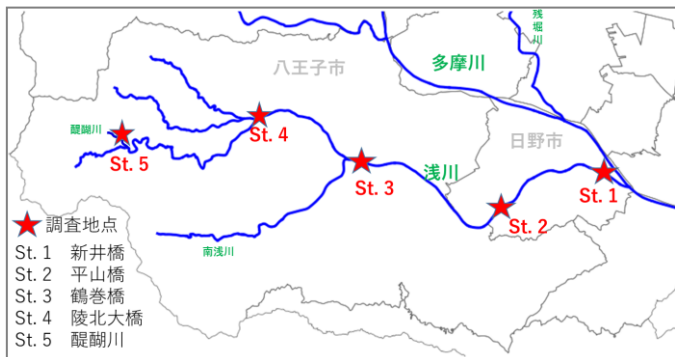 残堀川
多摩川
八王子市
醍醐川
St. 4
日野市
St. 5
浅川
St. 3
St. 1
St. 2
調査地点
南浅川
St. 1 新井橋
St. 2 平山橋
St. 3 鶴巻橋
St. 4 陵北大橋
St. 5 醍醐川